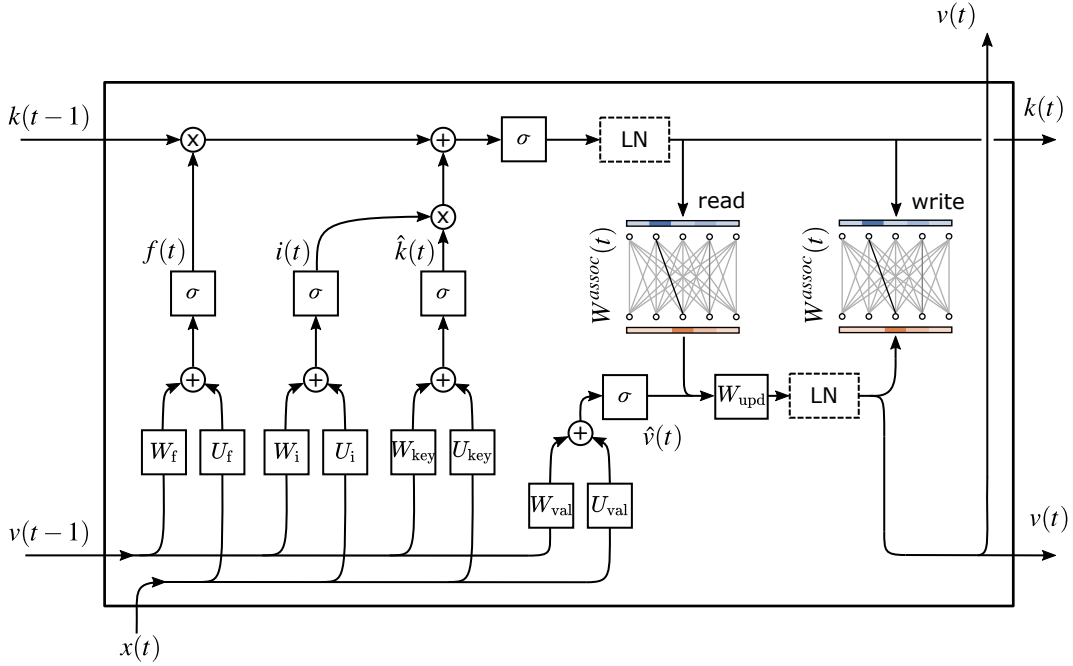 v(t)
k(t − 1)
k(t)
x
+
σ
LN
read
write
x
f(t)
i(t)
k̂(t)
W^{assoc}(t)
W^{assoc}(t)
σ
σ
σ
+
+
+
σ
W_upd
LN
v̂(t)
+
W_f
U_f
W_i
U_i
W_key
U_key
W_val
U_val
v(t − 1)
v(t)
x(t)